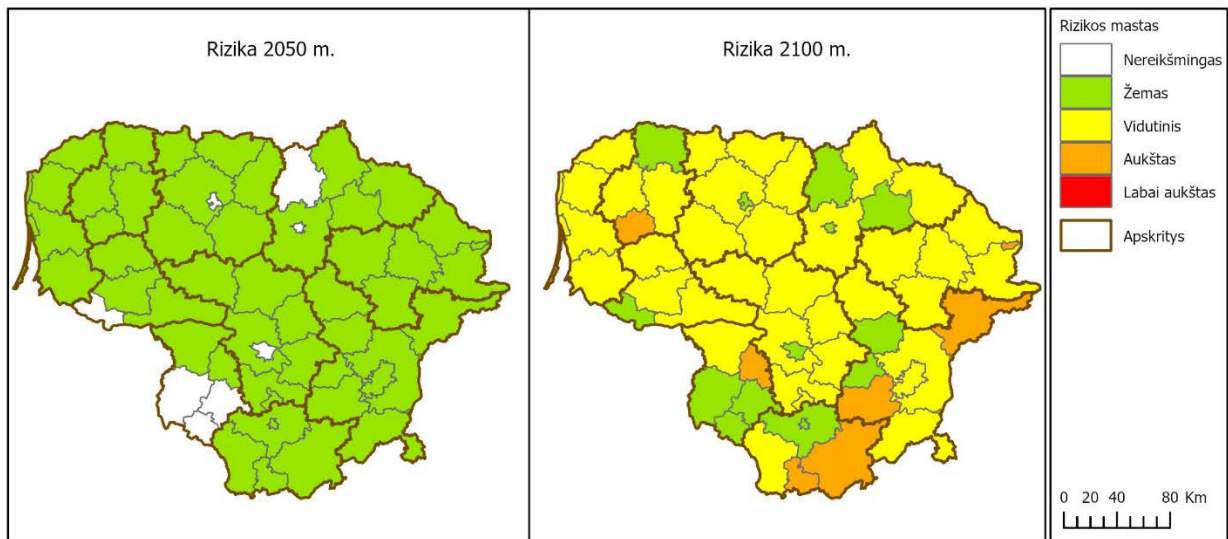 Rizika 2050 m.
Rizika 2100 m.
Rizikos mastas
Nereikšmingas
Žemas
Vidutinis
Aukštas
Labai aukštas
Apskritys
0 20 40 80 Km